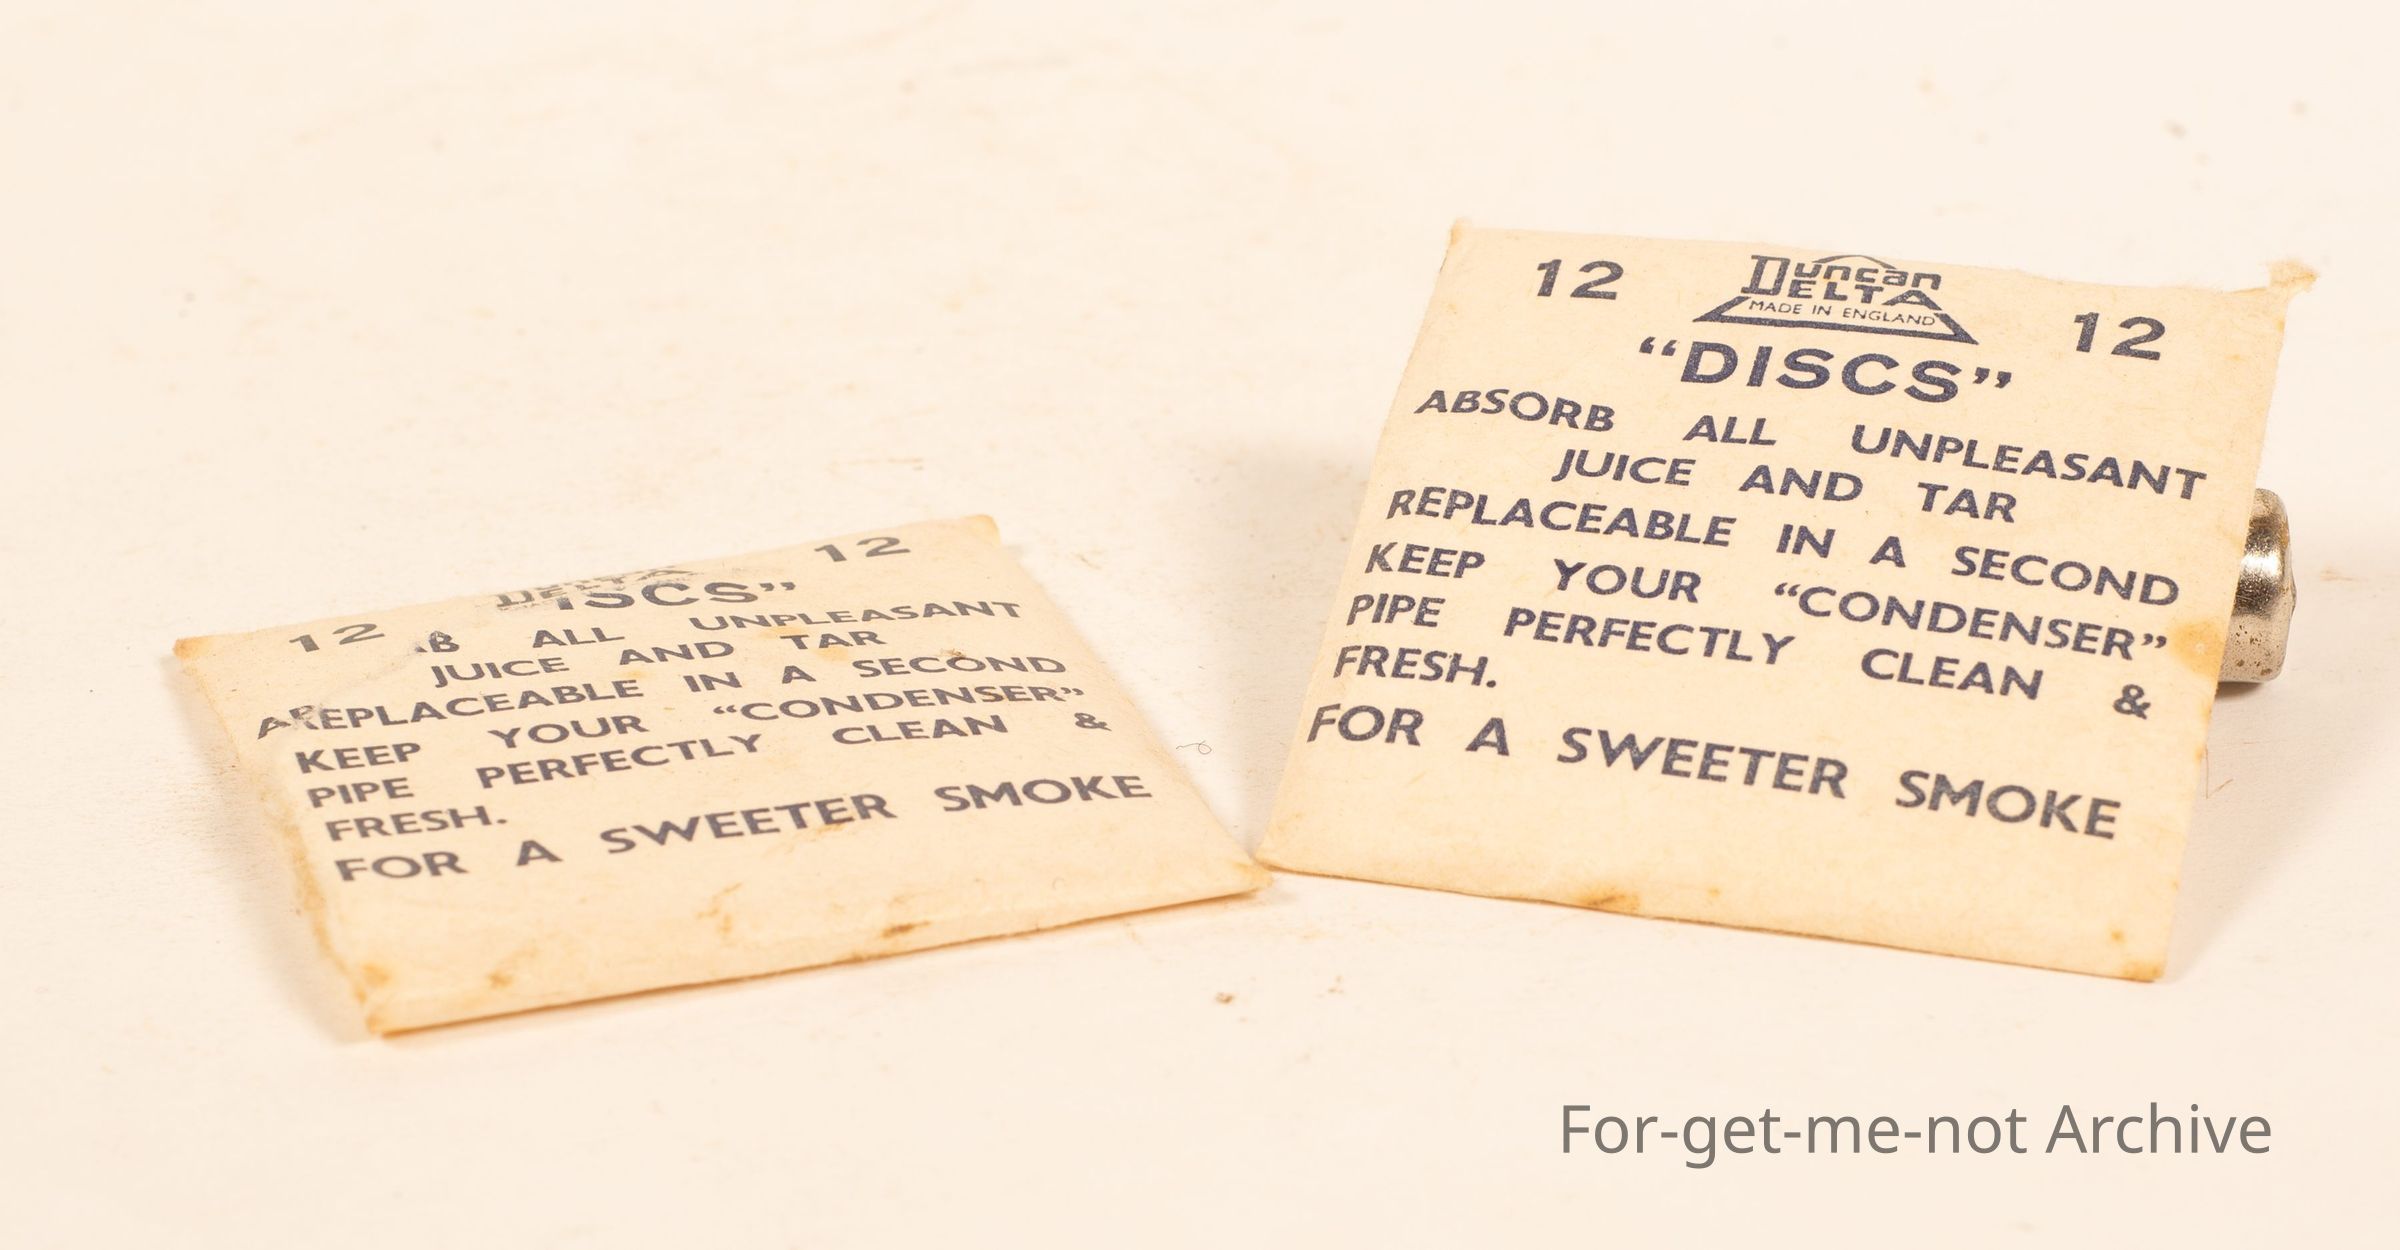 12 Duncan 12
DELTA
MADE IN ENGLAND
“DISCS”
ABSORB ALL UNPLEASANT
JUICE AND TAR
REPLACEABLE IN A SECOND
KEEP YOUR “CONDENSER”
PIPE PERFECTLY CLEAN &
FRESH.
FOR A SWEETER SMOKE
12 12
DELTA
ISCS”
B ALL UNPLEASANT
JUICE AND TAR
REPLACEABLE IN A SECOND
KEEP YOUR “CONDENSER”
PIPE PERFECTLY CLEAN &
FRESH.
FOR A SWEETER SMOKE
For-get-me-not Archive